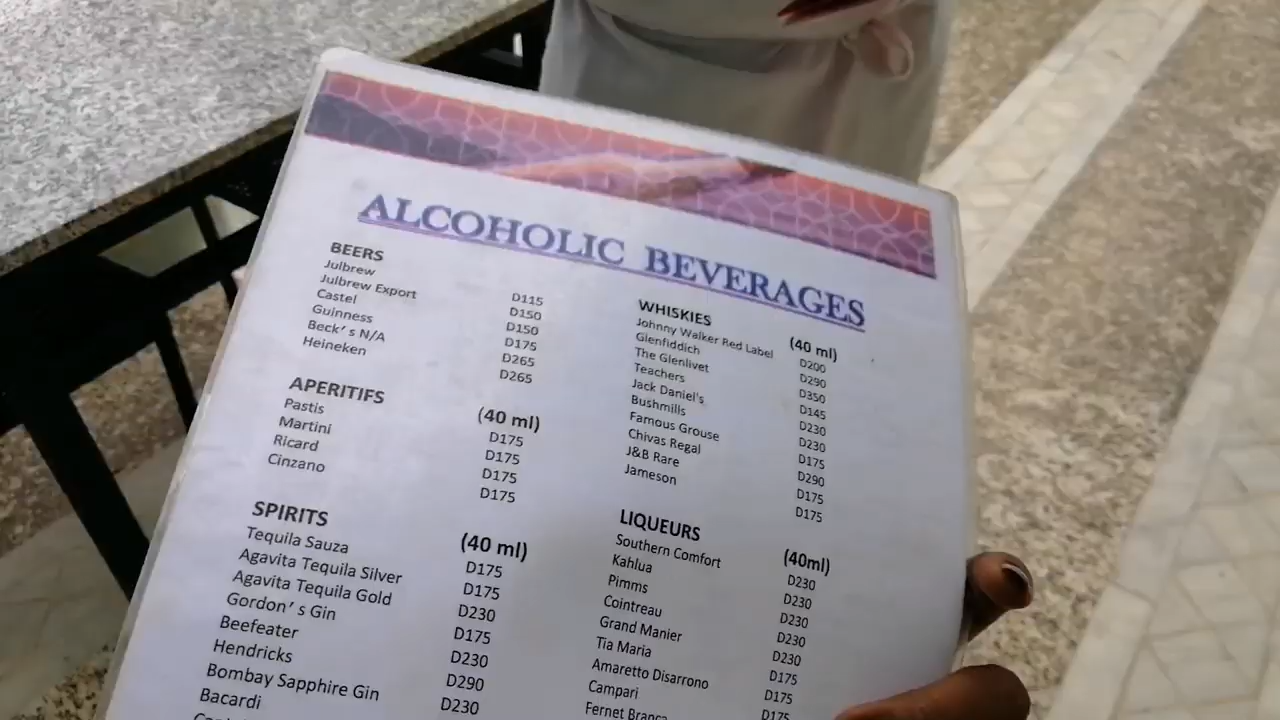 ALCOHOLIC BEVERAGES
BEERS
Julbrew D115
Julbrew Export D150
Castel D150
Guinness D175
Beck's N/A D265
Heineken D265
APERITIFS (40 ml)
Pastis D175
Martini D175
Ricard D175
Cinzano D175
SPIRITS (40 ml)
Tequila Sauza D175
Agavita Tequila Silver D175
Agavita Tequila Gold D230
Gordon's Gin D175
Beefeater D230
Hendricks D290
Bombay Sapphire Gin D230
Bacardi
WHISKIES (40 ml)
Johnny Walker Red Label D200
Glenfiddich D290
The Glenlivet D350
Teachers D145
Jack Daniel's D230
Bushmills D230
Famous Grouse D175
Chivas Regal D290
J&B Rare D175
Jameson D175
LIQUEURS (40ml)
Southern Comfort D230
Kahlua D230
Pimms D230
Cointreau D230
Grand Manier D230
Tia Maria D175
Amaretto Disarrono D175
Campari D175
Fernet Branca